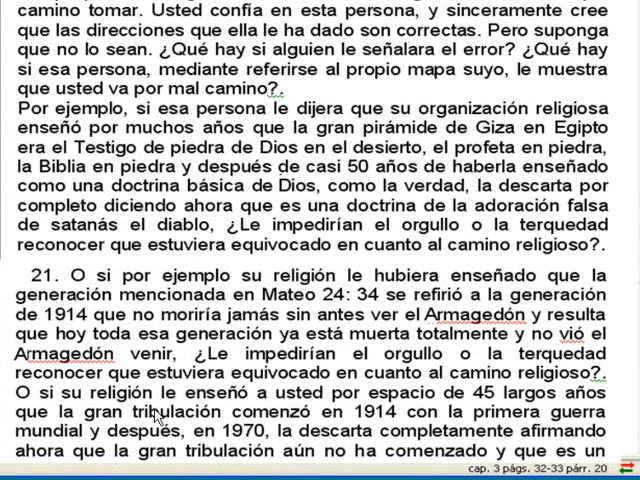 camino tomar. Usted confía en esta persona, y sinceramente cree
que las direcciones que ella le ha dado son correctas. Pero suponga
que no lo sean. ¿Qué hay si alguien le señalara el error? ¿Qué hay
si esa persona, mediante referirse al propio mapa suyo, le muestra
que usted va por mal camino?.
Por ejemplo, si esa persona le dijera que su organización religiosa
enseñó por muchos años que la gran pirámide de Giza en Egipto
era el Testigo de piedra de Dios en el desierto, el profeta en piedra,
la Biblia en piedra y después de casi 50 años de haberla enseñado
como una doctrina básica de Dios, como la verdad, la descarta por
completo diciendo ahora que es una doctrina de la adoración falsa
de satanás el diablo, ¿Le impedirían el orgullo o la terquedad
reconocer que estuviera equivocado en cuanto al camino religioso?.
21. O si por ejemplo su religión le hubiera enseñado que la
generación mencionada en Mateo 24: 34 se refirió a la generación
de 1914 que no moriría jamás sin antes ver el Armagedón y resulta
que hoy toda esa generación ya está muerta totalmente y no vió el
Armagedón venir, ¿Le impedirían el orgullo o la terquedad
reconocer que estuviera equivocado en cuanto al camino religioso?.
O si su religión le enseñó a usted por espacio de 45 largos años
que la gran tribulación comenzó en 1914 con la primera guerra
mundial y después, en 1970, la descarta completamente afirmando
ahora que la gran tribulación aún no ha comenzado y que es un
cap. 3 págs. 32-33 párr. 20